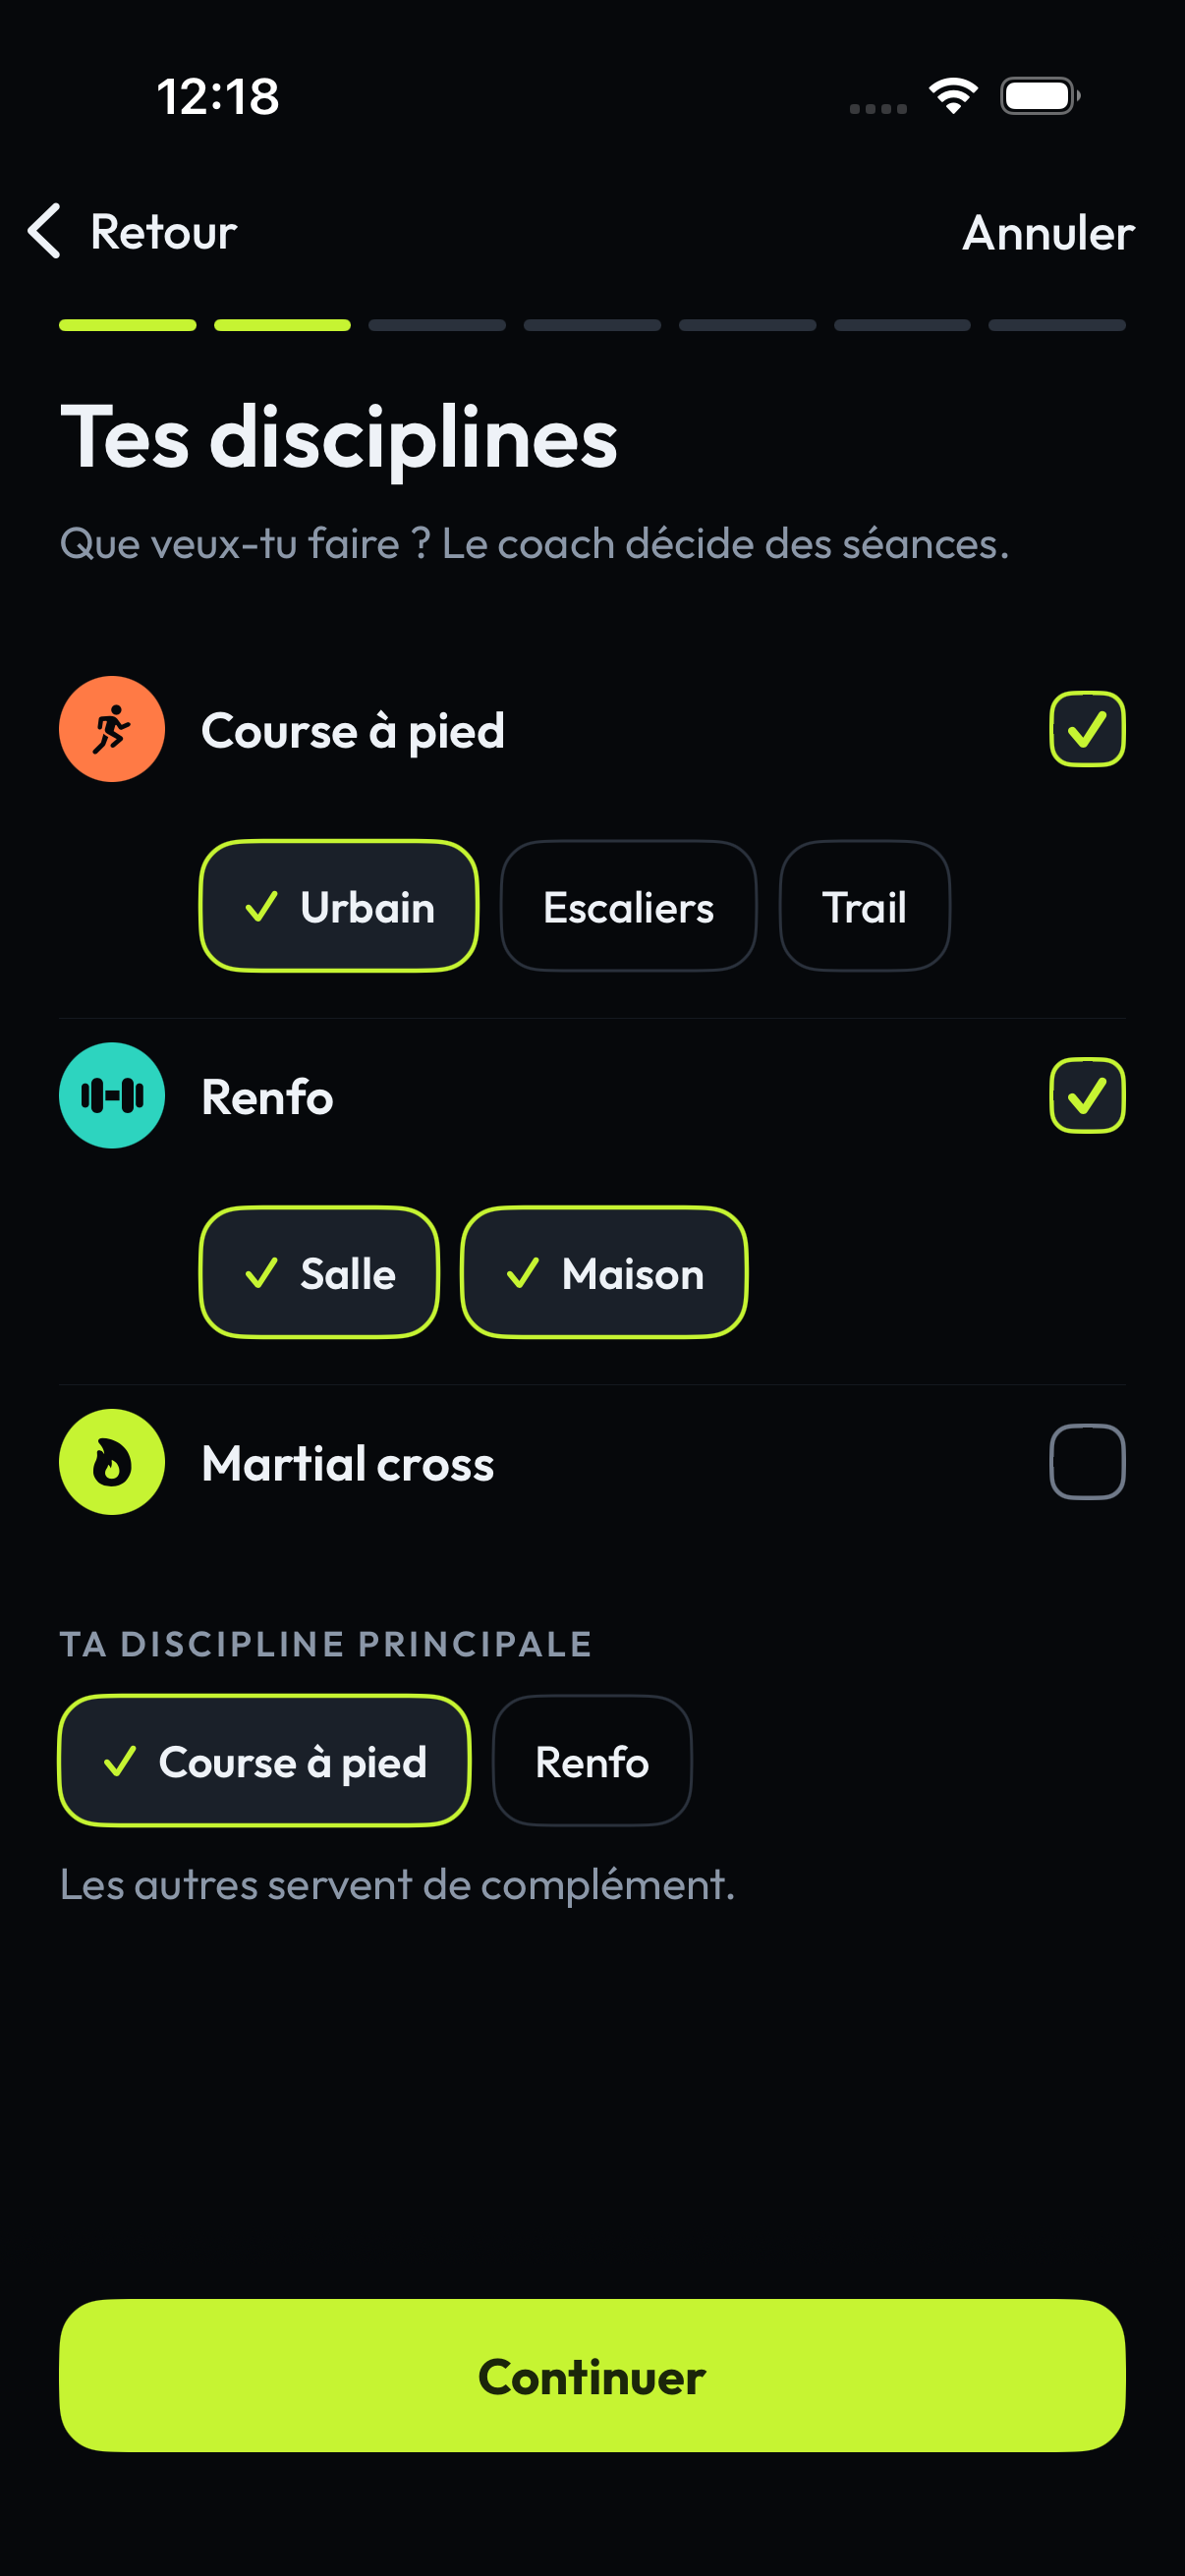 12:18
Retour
Annuler
Tes disciplines
Que veux-tu faire ? Le coach décide des séances.
Course à pied
Urbain
Escaliers
Trail
Renfo
Salle
Maison
Martial cross
TA DISCIPLINE PRINCIPALE
Course à pied
Renfo
Les autres servent de complément.
Continuer